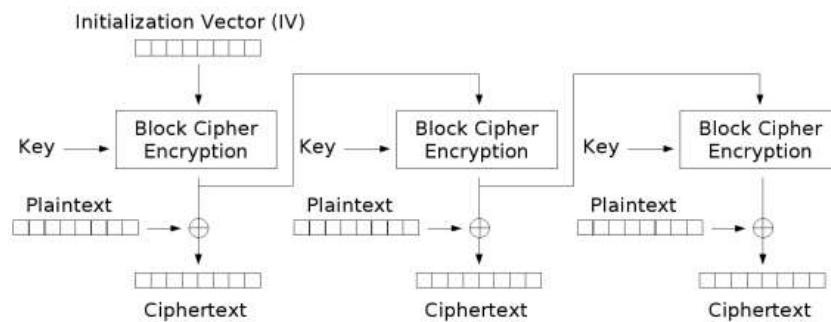 Initialization Vector (IV)
Key
Block Cipher
Encryption
Key
Block Cipher
Encryption
Key
Block Cipher
Encryption
Plaintext
Plaintext
Plaintext
Ciphertext
Ciphertext
Ciphertext